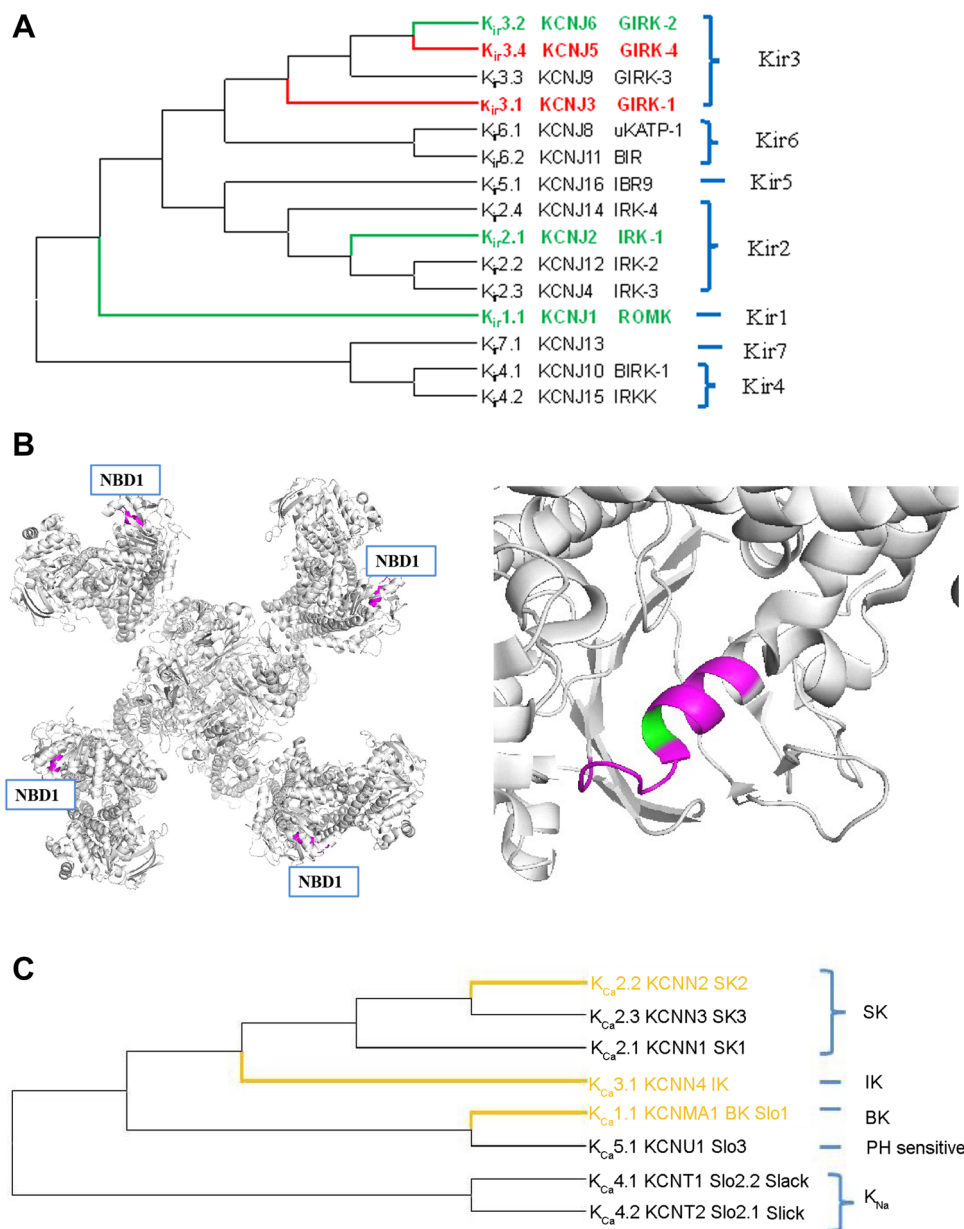 A
Kir3.2 KCNJ6 GIRK-2
Kir3.4 KCNJ5 GIRK-4
Kir3.3 KCNJ9 GIRK-3
Kir3.1 KCNJ3 GIRK-1
Kir3
Kir6.1 KCNJ8 uKATP-1
Kir6.2 KCNJ11 BIR
Kir6
Kir5.1 KCNJ16 IBR9
Kir5
Kir2.4 KCNJ14 IRK-4
Kir2.1 KCNJ2 IRK-1
Kir2.2 KCNJ12 IRK-2
Kir2.3 KCNJ4 IRK-3
Kir2
Kir1.1 KCNJ1 ROMK
Kir1
Kir7.1 KCNJ13
Kir7
Kir4.1 KCNJ10 BIRK-1
Kir4.2 KCNJ15 IRKK
Kir4
B
NBD1
NBD1
NBD1
NBD1
C
KCa2.2 KCNN2 SK2
KCa2.3 KCNN3 SK3
KCa2.1 KCNN1 SK1
SK
KCa3.1 KCNN4 IK
IK
KCa1.1 KCNMA1 BK Slo1
BK
KCa5.1 KCNU1 Slo3
PH sensitive
KCa4.1 KCNT1 Slo2.2 Slack
KCa4.2 KCNT2 Slo2.1 Slick
KNa